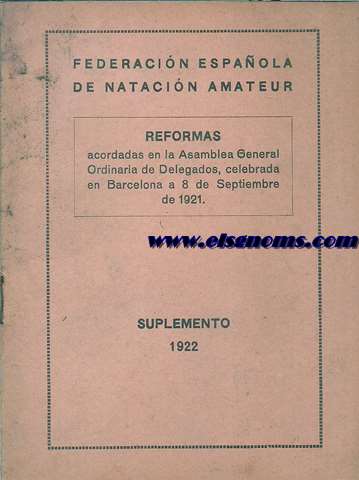 FEDERACIÓN ESPAÑOLA
DE NATACIÓN AMATEUR
REFORMAS
acordadas en la Asamblea General
Ordinaria de Delegados, celebrada
en Barcelona a 8 de Septiembre
de 1921.
www.elsgnoms.com
SUPLEMENTO
1922